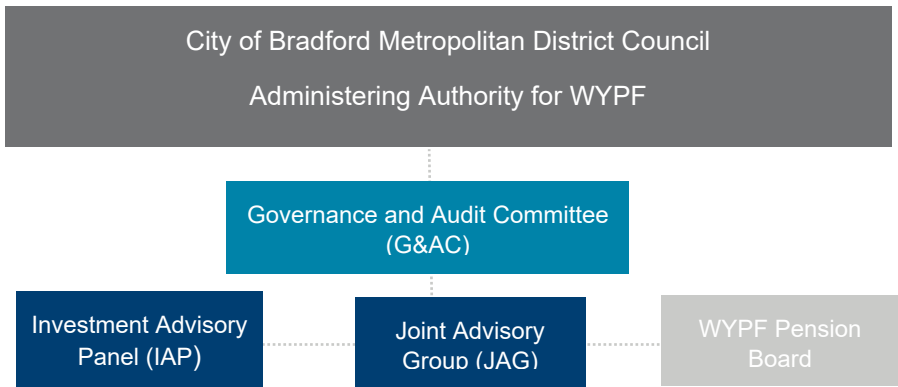 City of Bradford Metropolitan District Council
Administering Authority for WYPF
Governance and Audit Committee
(G&AC)
Investment Advisory
Panel (IAP)
Joint Advisory
Group (JAG)
WYPF Pension
Board